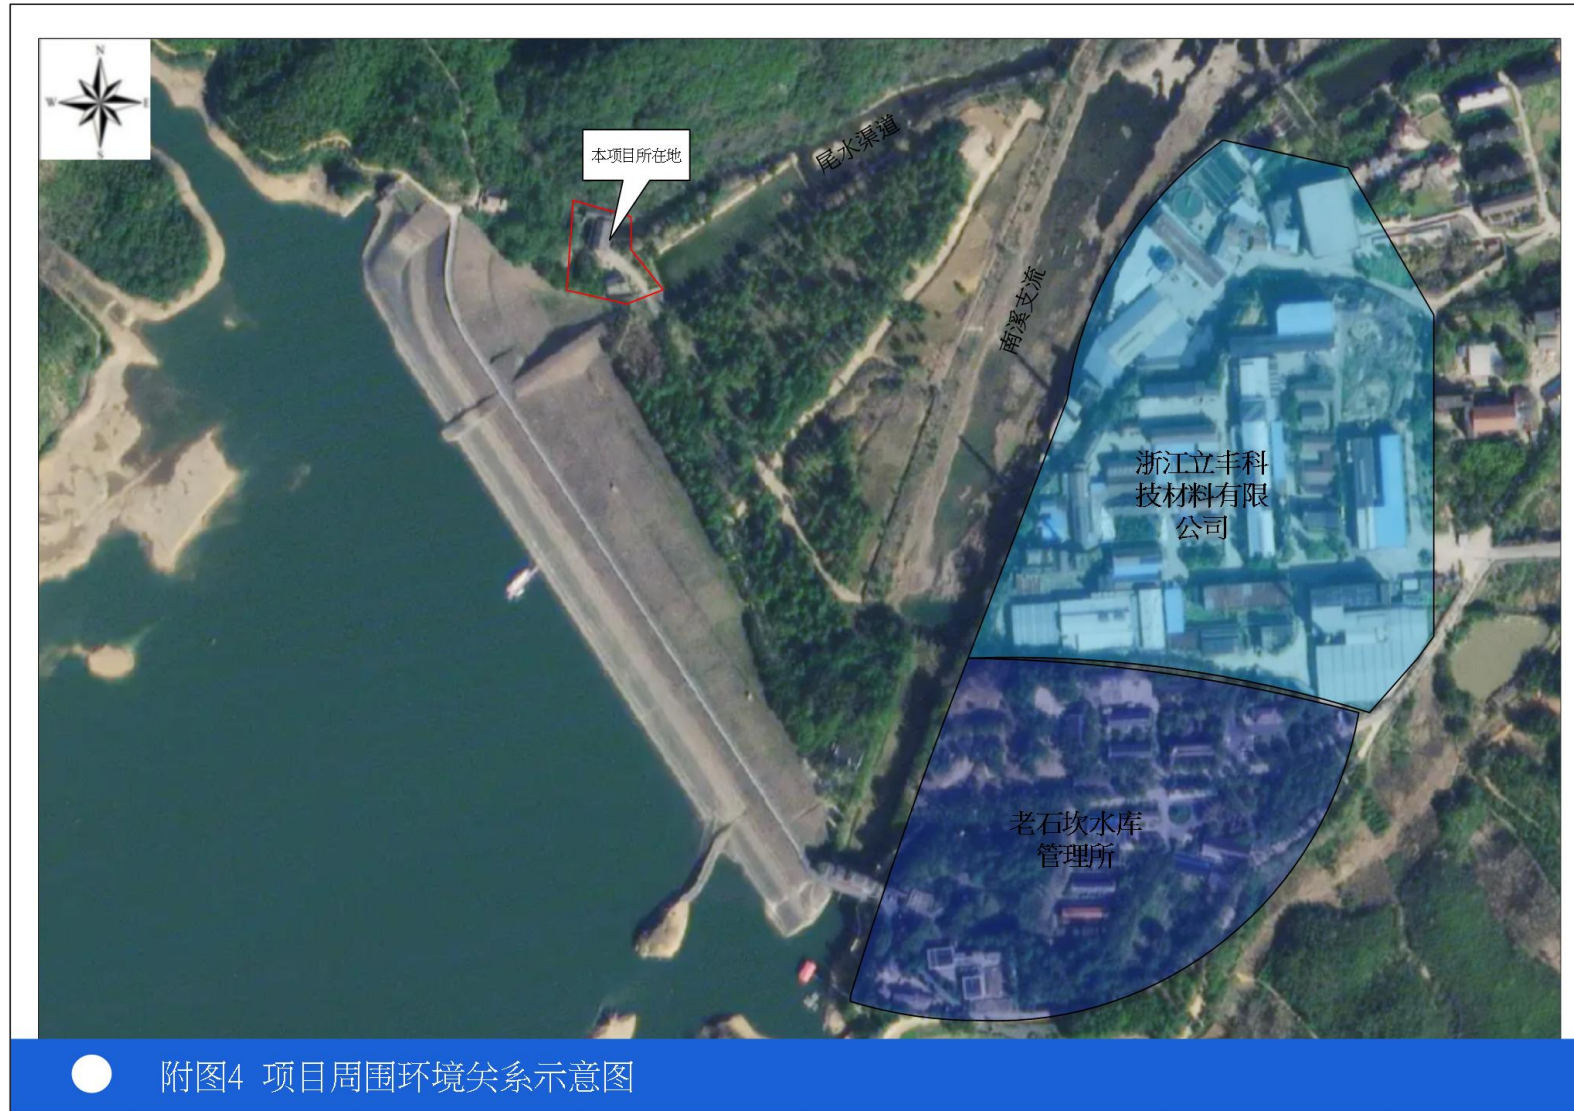 N
W
E
S
本项目所在地
尾水渠道
南溪支流
浙江立丰科
技材料有限
公司
老石坎水库
管理所
附图4 项目周围环境关系示意图